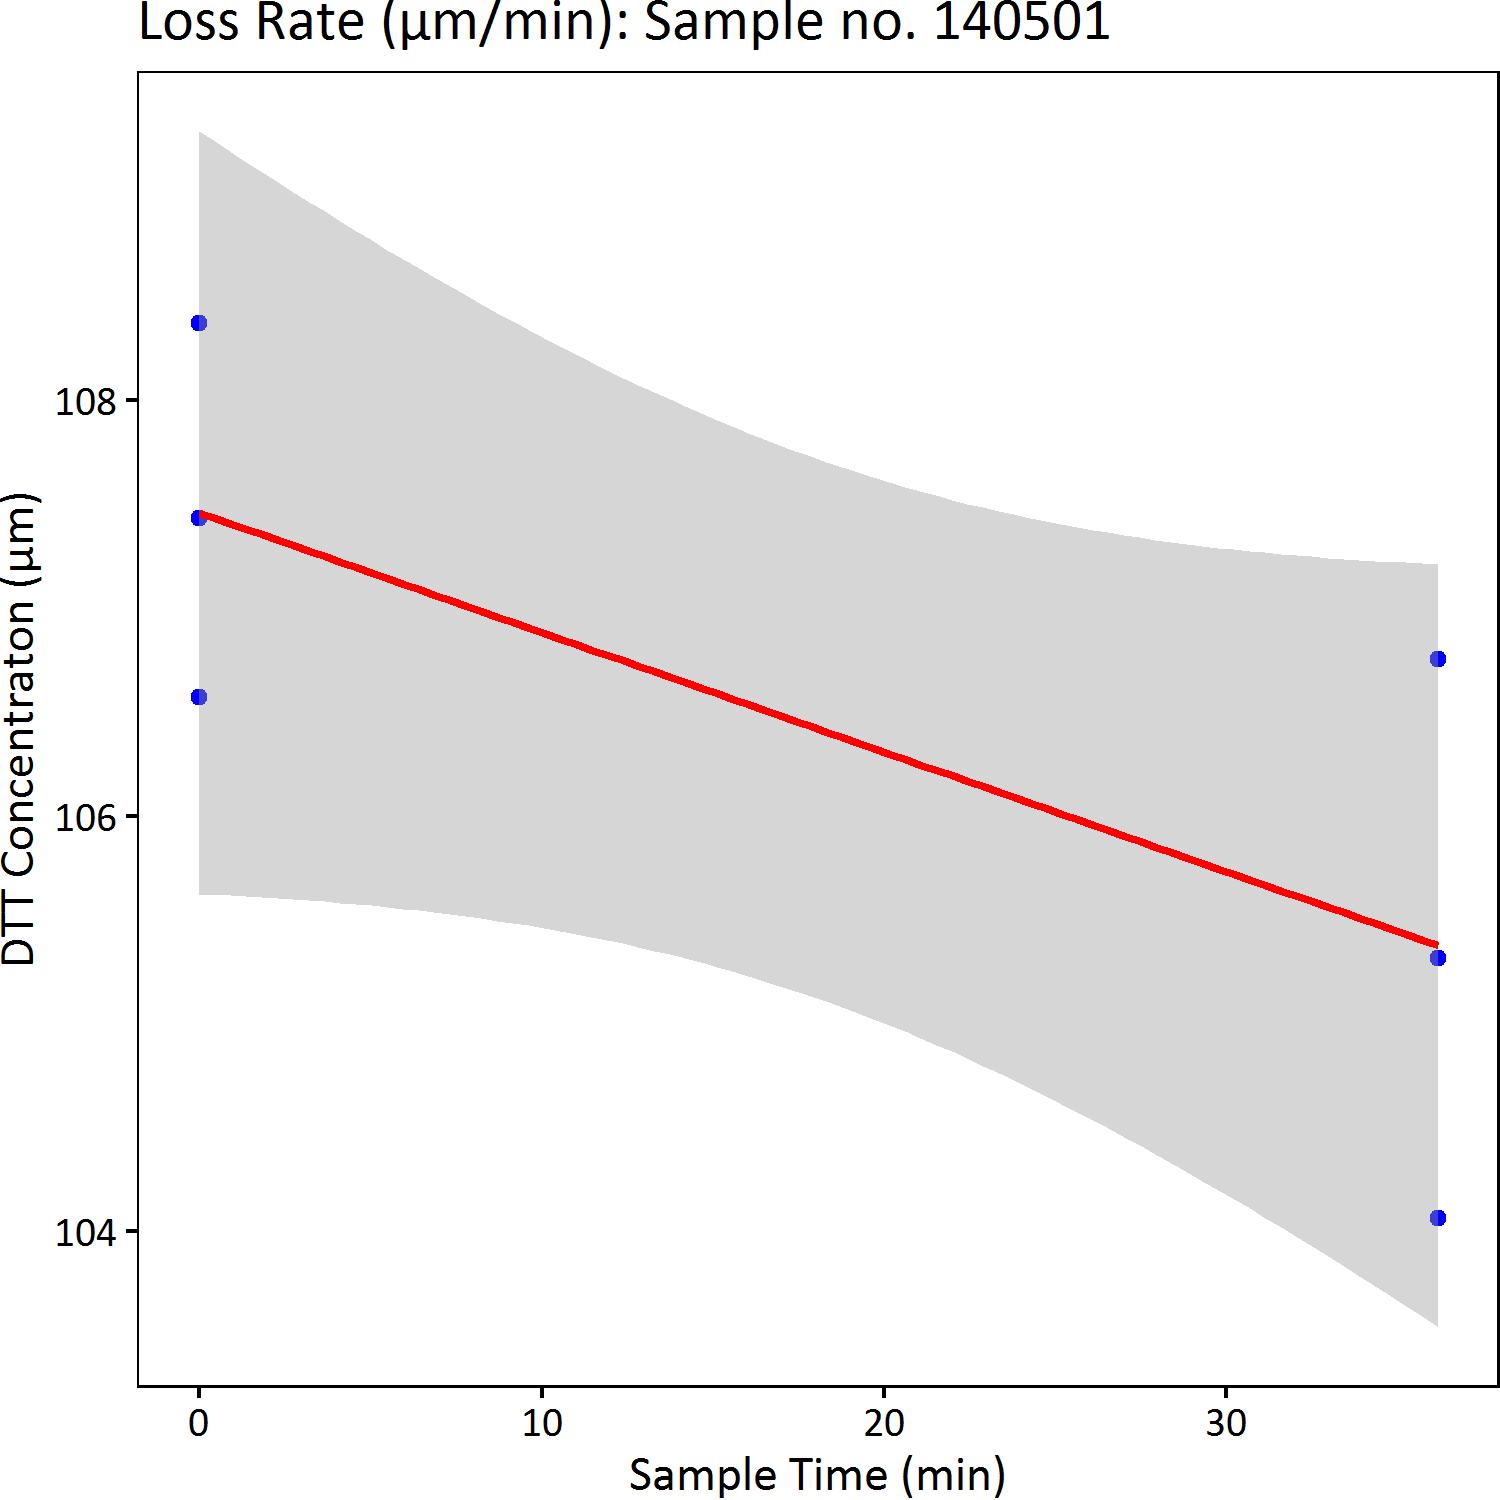 Loss Rate (µm/min): Sample no. 140501
DTT Concentraton (µm)
108
106
104
0 10 20 30
Sample Time (min)